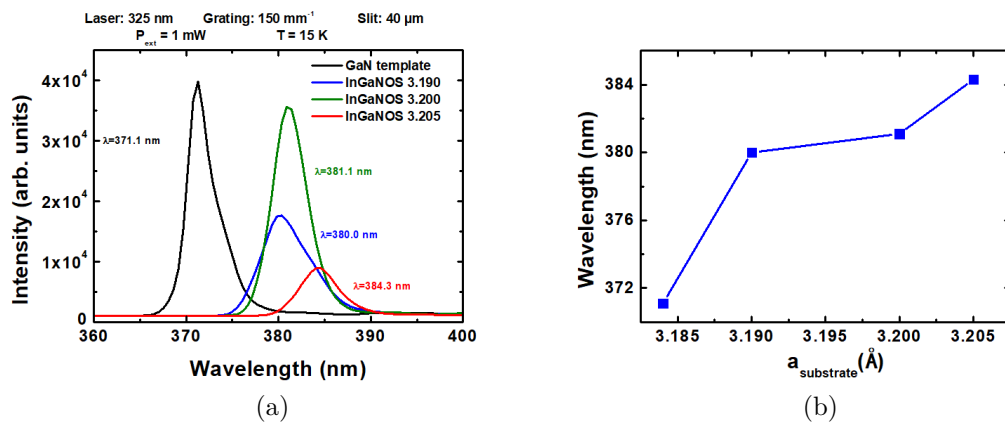 Laser: 325 nm Grating: 150 mm⁻¹ Slit: 40 µm
P_ext = 1 mW T = 15 K
GaN template
InGaNOS 3.190
InGaNOS 3.200
InGaNOS 3.205
4x10⁴
3x10⁴
2x10⁴
1x10⁴
0
Intensity (arb. units)
λ=371.1 nm
λ=381.1 nm
λ=380.0 nm
λ=384.3 nm
360 370 380 390 400
Wavelength (nm)
(a)
384
380
376
372
Wavelength (nm)
3.185 3.190 3.195 3.200 3.205
a_substrate(Å)
(b)